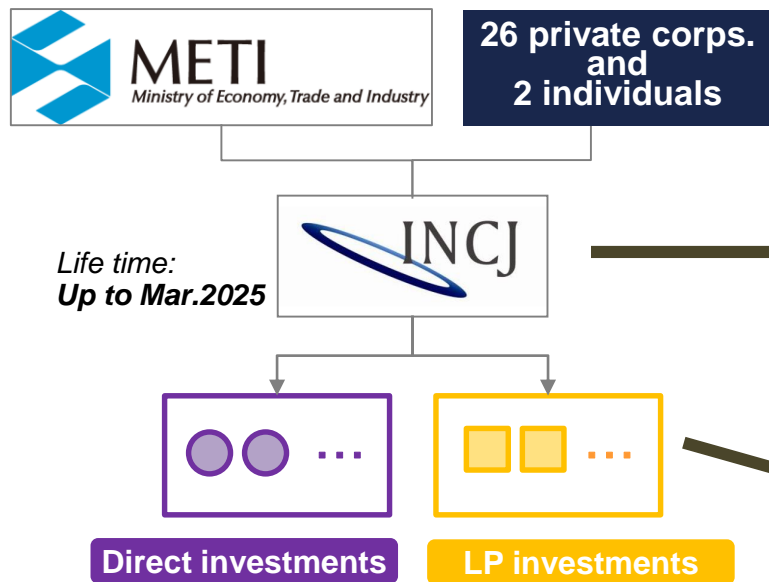 METI
Ministry of Economy, Trade and Industry
26 private corps.
and
2 individuals
INCJ
Life time:
Up to Mar.2025
...
...
Direct investments
LP investments